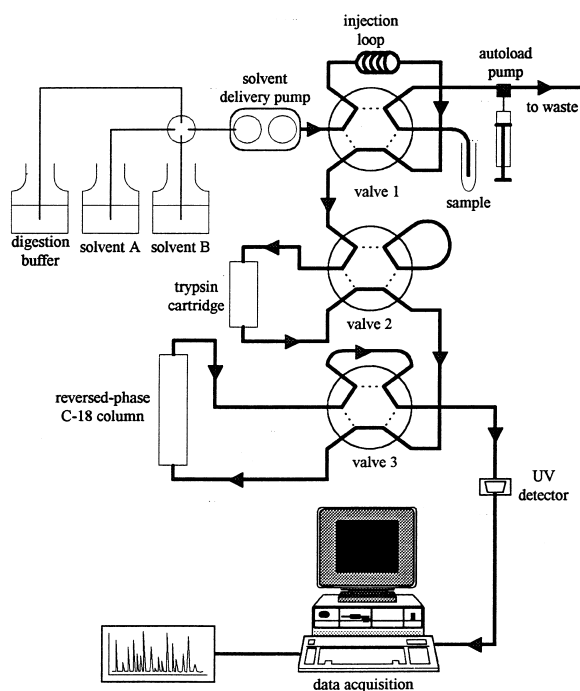 injection
loop
autoload
pump
solvent
delivery pump
to waste
valve 1
sample
digestion
buffer
solvent A
solvent B
trypsin
cartridge
valve 2
reversed-phase
C-18 column
valve 3
UV
detector
data acquisition